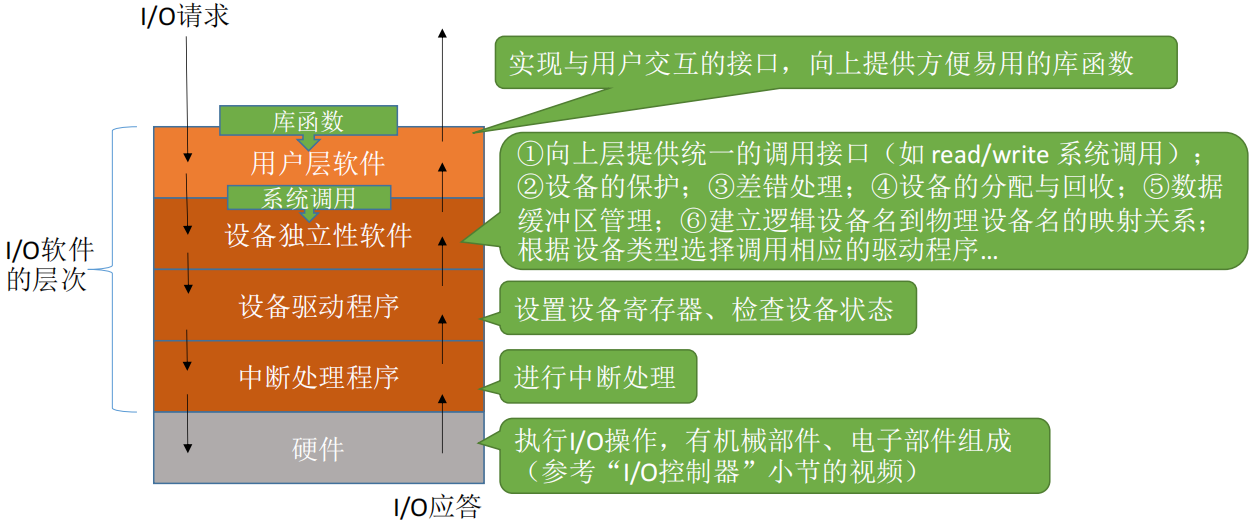 I/O请求
实现与用户交互的接口，向上提供方便易用的库函数
库函数
用户层软件
系统调用
设备独立性软件
①向上层提供统一的调用接口（如 read/write 系统调用）；
②设备的保护；③差错处理；④设备的分配与回收；⑤数据
缓冲区管理；⑥建立逻辑设备名到物理设备名的映射关系；
根据设备类型选择调用相应的驱动程序…
I/O软件
的层次
设备驱动程序
设置设备寄存器、检查设备状态
中断处理程序
进行中断处理
硬件
执行I/O操作，有机械部件、电子部件组成
（参考“I/O控制器”小节的视频）
I/O应答